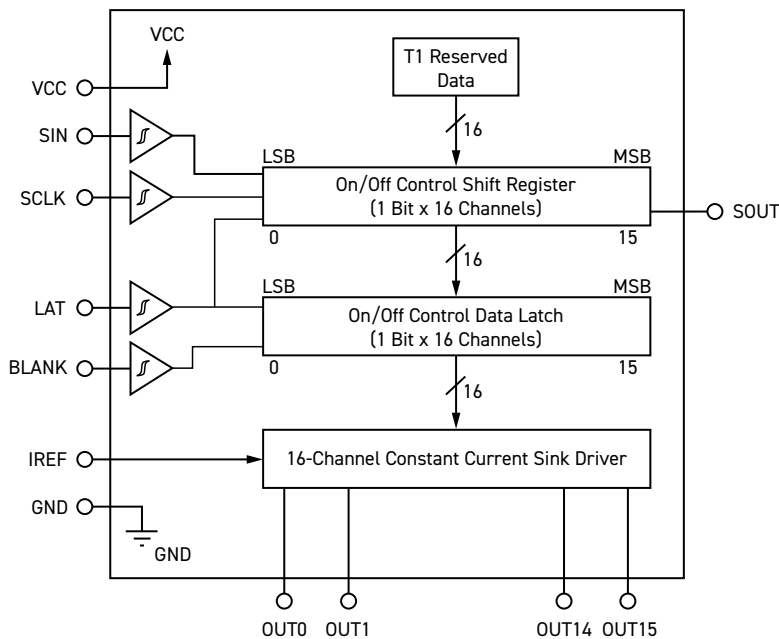 VCC
T1 Reserved
Data
VCC
16
SIN
LSB
MSB
On/Off Control Shift Register
(1 Bit x 16 Channels)
SCLK
SOUT
0
15
16
LSB
MSB
LAT
On/Off Control Data Latch
(1 Bit x 16 Channels)
BLANK
0
15
16
IREF
16-Channel Constant Current Sink Driver
GND
GND
OUT0
OUT1
OUT14
OUT15